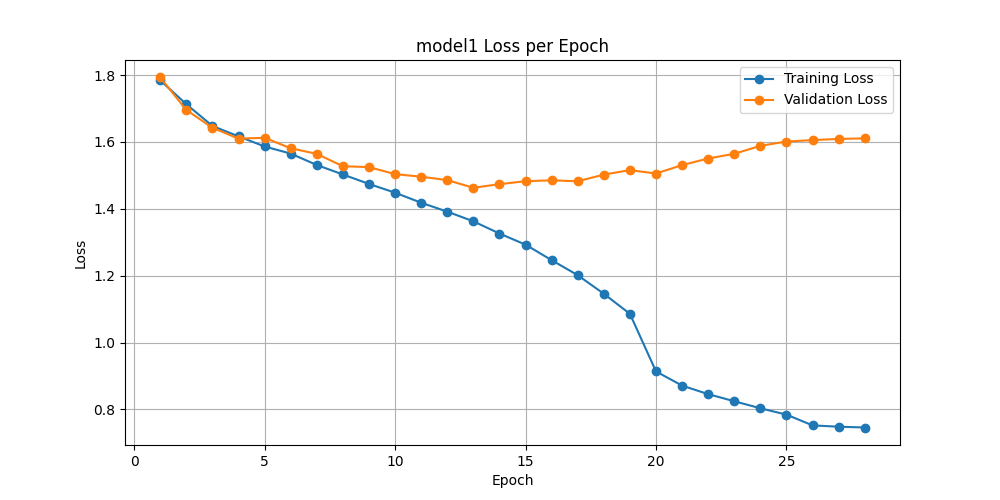 model1 Loss per Epoch
Training Loss
Validation Loss
1.8
1.6
1.4
1.2
1.0
0.8
Loss
0 5 10 15 20 25
Epoch